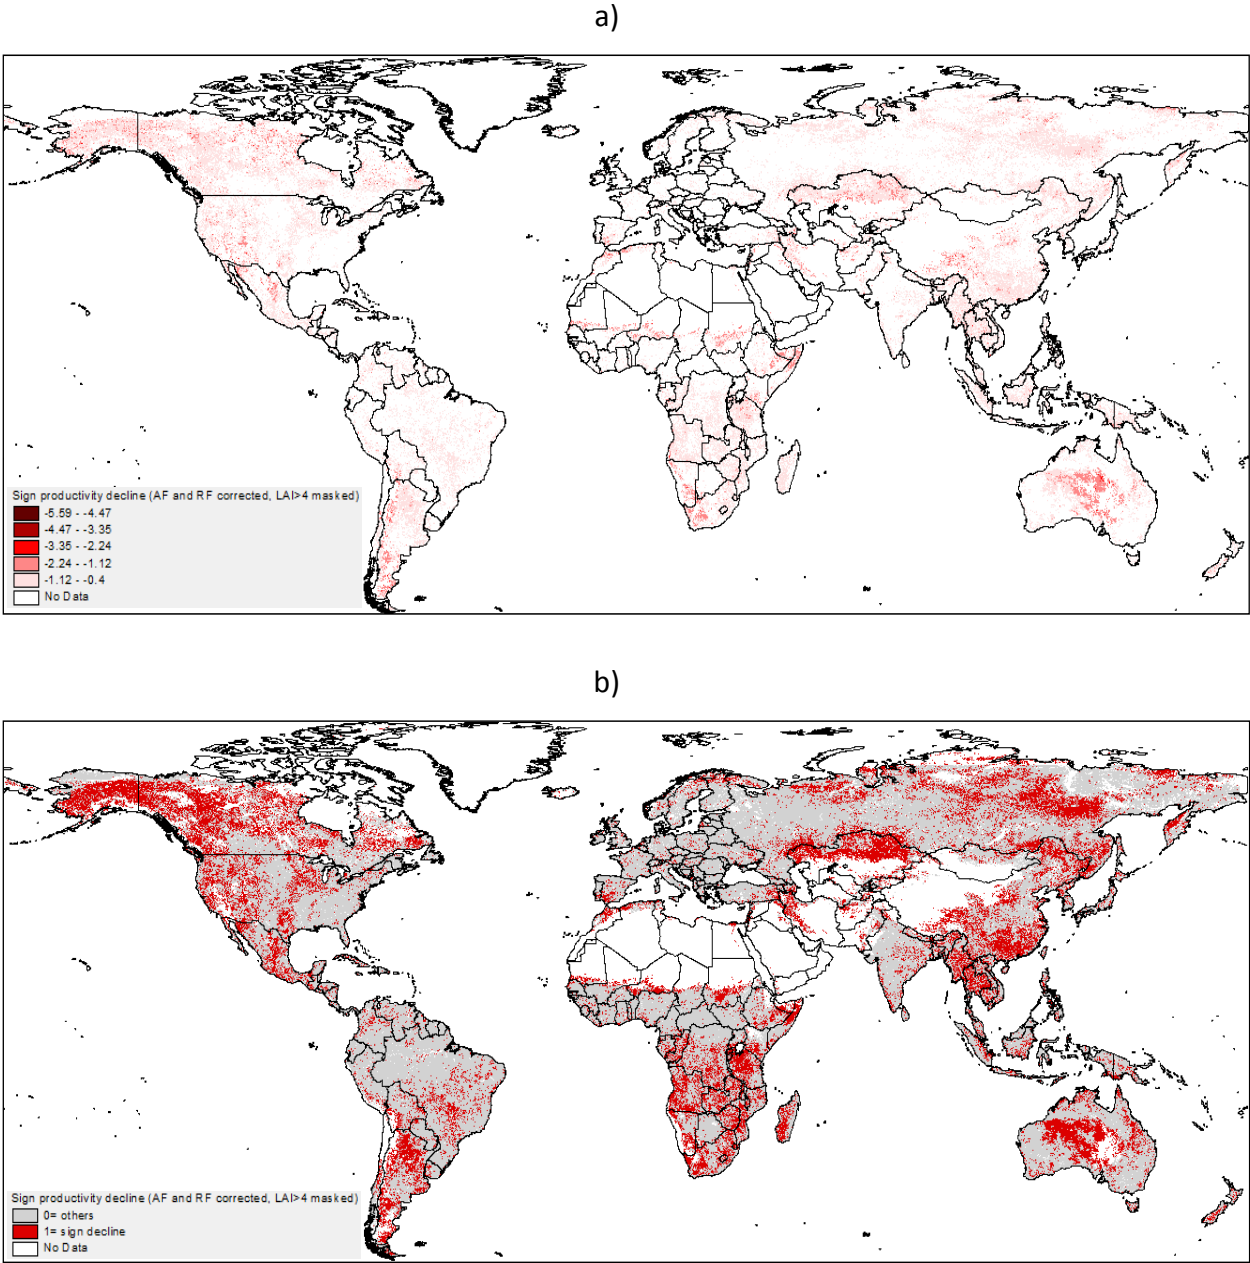 a)
Sign productivity decline (AF and RF corrected, LAI>4 masked)
-5.59 - -4.47
-4.47 - -3.35
-3.35 - -2.24
-2.24 - -1.12
-1.12 - -0.4
No Data
b)
Sign productivity decline (AF and RF corrected, LAI>4 masked)
0= others
1= sign decline
No Data